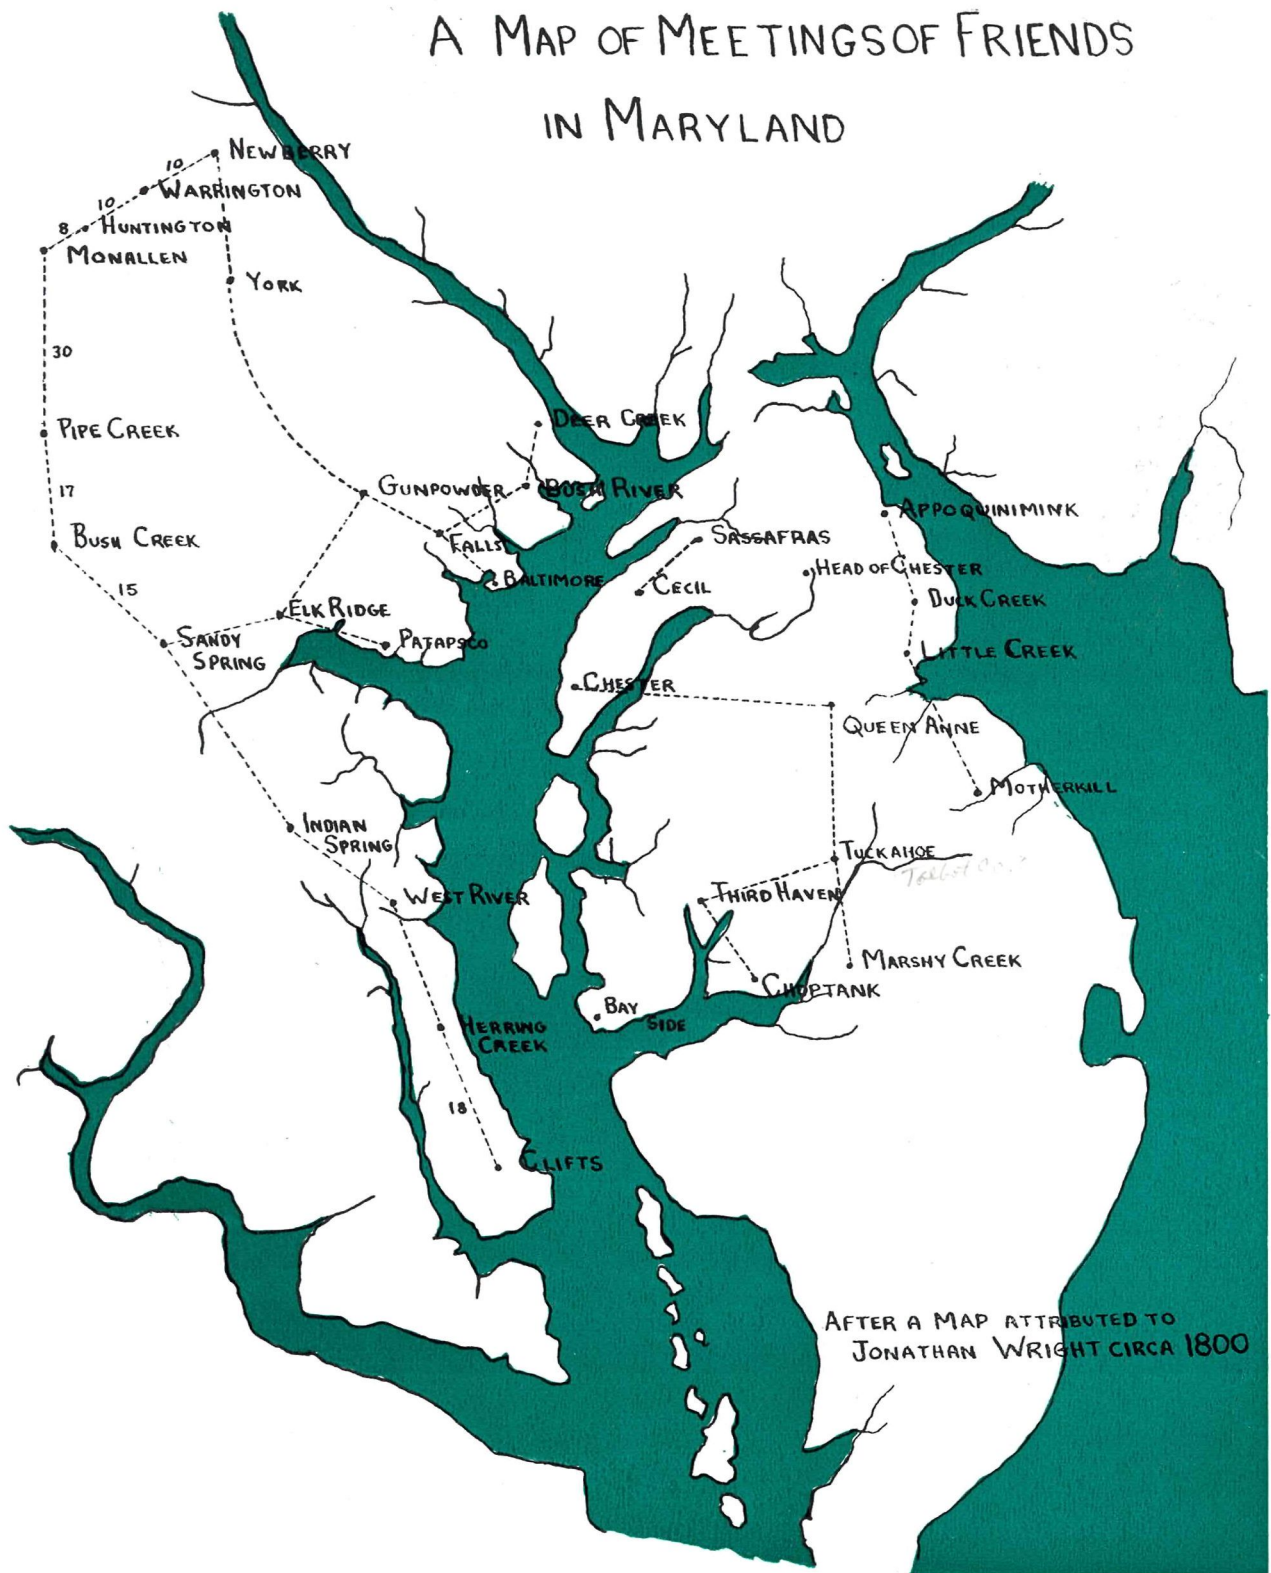 A MAP OF MEETINGS OF FRIENDS
IN MARYLAND
NEWBERRY
10
WARRINGTON
10
HUNTINGTON
8
MONALLEN
YORK
30
DEER CREEK
PIPE CREEK
GUNPOWDER
BUSH RIVER
17
APPOQUINIMINK
BUSH CREEK
FALLS
SASSAFRAS
BALTIMORE
HEAD OF CHESTER
CECIL
15
ELK RIDGE
DUCK CREEK
SANDY
SPRING
PATAPSCO
LITTLE CREEK
CHESTER
QUEEN ANNE
MOTHERKILL
INDIAN
SPRING
TUCKAHOE
Talbot Co.?
WEST RIVER
THIRD HAVEN
MARSHY CREEK
CHOPTANK
BAY
SIDE
HERRING
CREEK
18
CLIFTS
AFTER A MAP ATTRIBUTED TO
JONATHAN WRIGHT CIRCA 1800